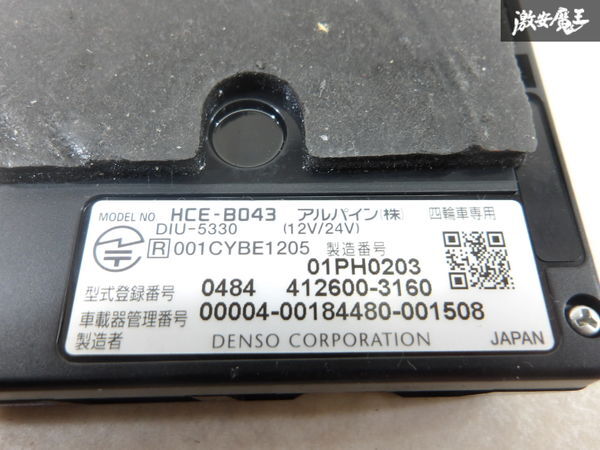 激安魔王
MODEL NO HCE-B043 アルパイン(株) 四輪車専用
DIU-5330 (12V/24V)
R 001CYBE1205 製造番号
01PH0203
型式登録番号 0484 412600-3160
車載器管理番号 00004-00184480-001508
製造者 DENSO CORPORATION JAPAN